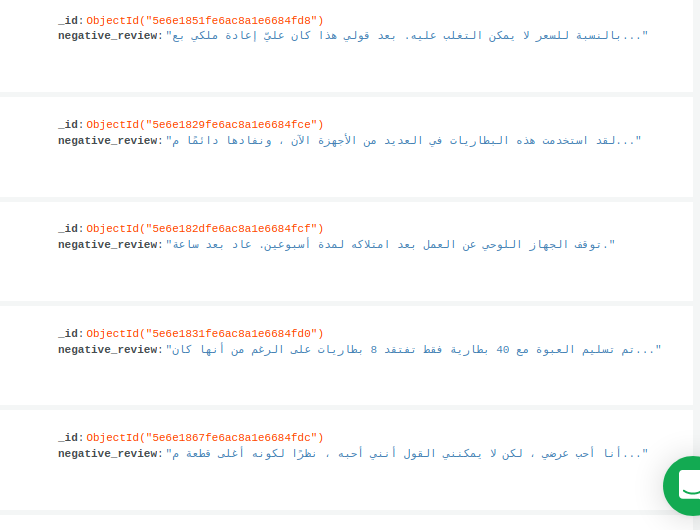 _id: ObjectId("5e6e1851fe6ac8a1e6684fd8")
negative_review: "بالنسبة للسعر لا يمكن التغلب عليه. بعد قولي هذا كان عليّ إعادة ملكي بع..."
_id: ObjectId("5e6e1829fe6ac8a1e6684fce")
negative_review: "لقد استخدمت هذه البطاريات في العديد من الأجهزة الآن ، ونفادها دائمًا م..."
_id: ObjectId("5e6e182dfe6ac8a1e6684fcf")
negative_review: "توقف الجهاز اللوحي عن العمل بعد امتلاكه لمدة أسبوعين. عاد بعد ساعة."
_id: ObjectId("5e6e1831fe6ac8a1e6684fd0")
negative_review: "تم تسليم العبوة مع 40 بطارية فقط تفتقد 8 بطاريات على الرغم من أنها كان..."
_id: ObjectId("5e6e1867fe6ac8a1e6684fdc")
negative_review: "أنا أحب عرضي ، لكن لا يمكنني القول أنني أحبه ، نظرًا لكونه أغلى قطعة م..."